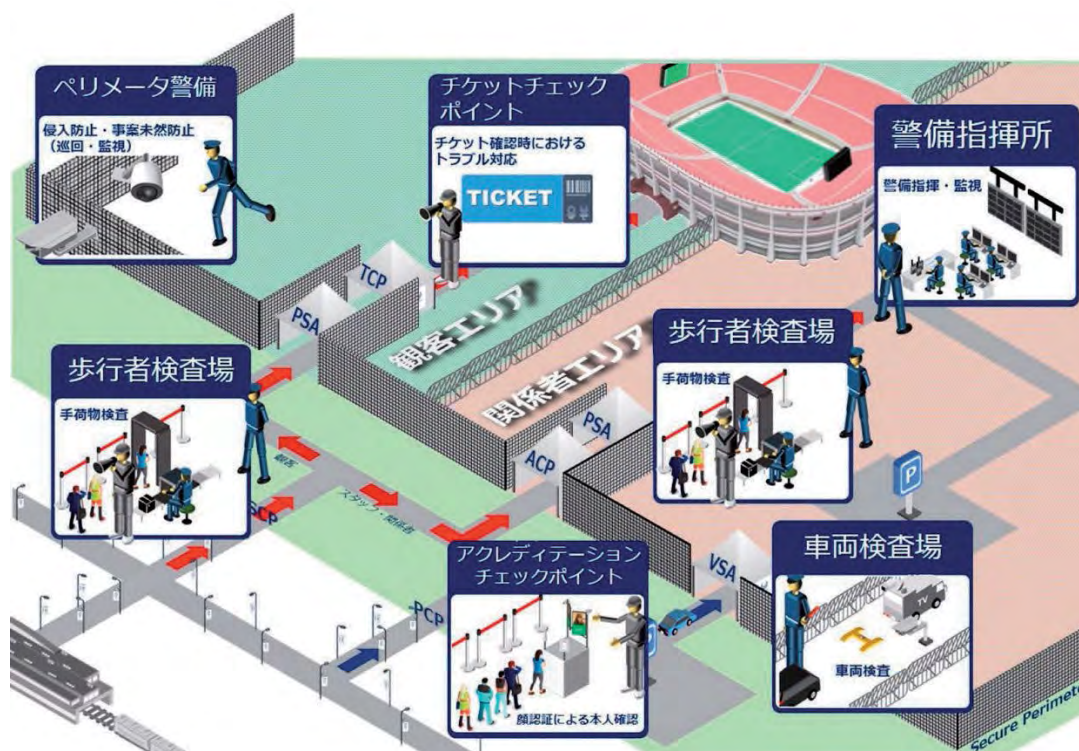 ペリメータ警備
侵入防止・事案未然防止
(巡回・監視)
チケットチェック
ポイント
チケット確認時における
トラブル対応
TICKET
警備指揮所
警備指揮・監視
TCP
PSA
観客エリア
関係者エリア
歩行者検査場
手荷物検査
歩行者検査場
手荷物検査
PSA
ACP
観客
スタッフ・関係者
SCP
P
アクレディテーション
チェックポイント
顔認証による本人確認
PCP
VSA
車両検査場
TV
車両検査
Secure Perimet